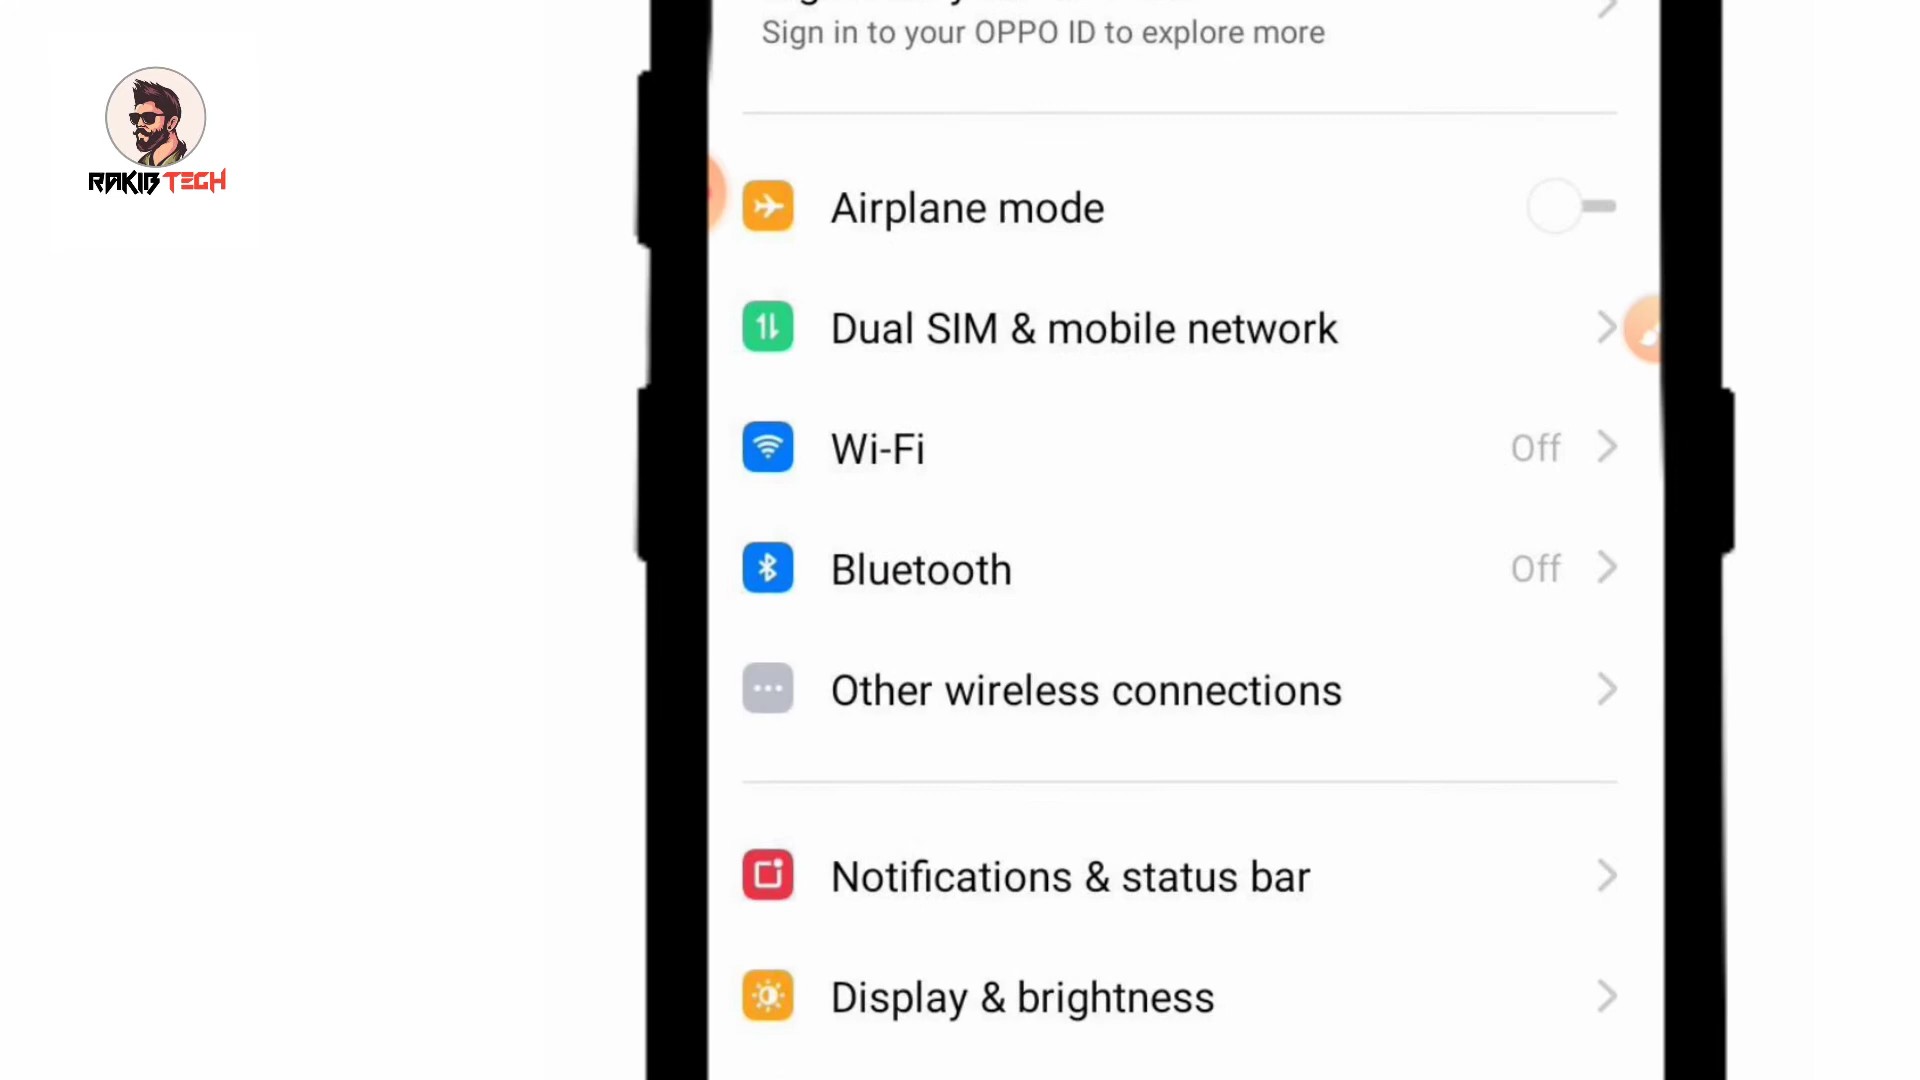 Sign in to your OPPO ID to explore more
RAKIB TECH
Airplane mode
Dual SIM & mobile network
Wi-Fi Off
Bluetooth Off
Other wireless connections
Notifications & status bar
Display & brightness